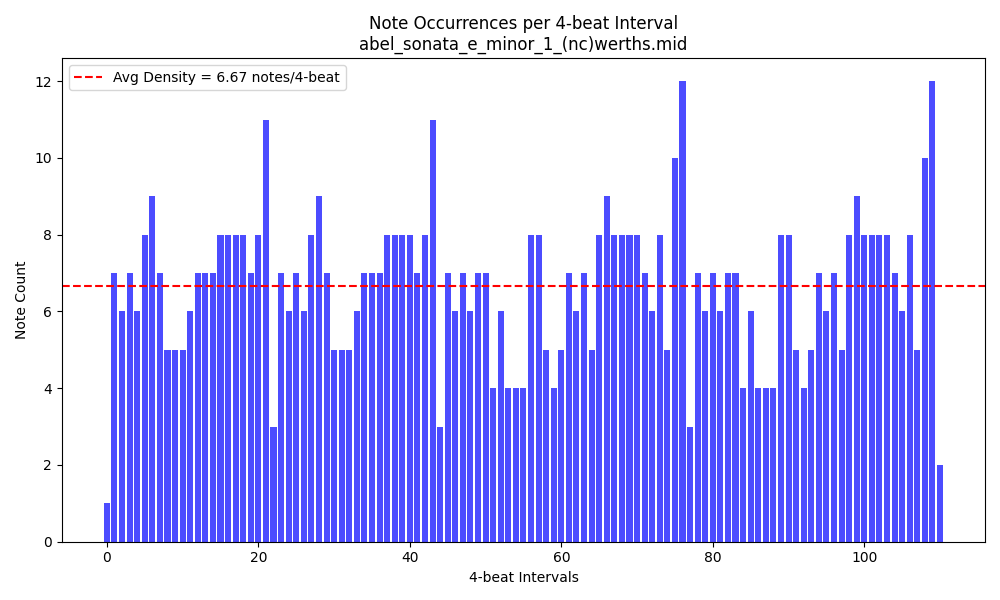 Note Occurrences per 4-beat Interval
abel_sonata_e_minor_1_(nc)werths.mid
Avg Density = 6.67 notes/4-beat
Note Count
12
10
8
6
4
2
0
0 20 40 60 80 100
4-beat Intervals